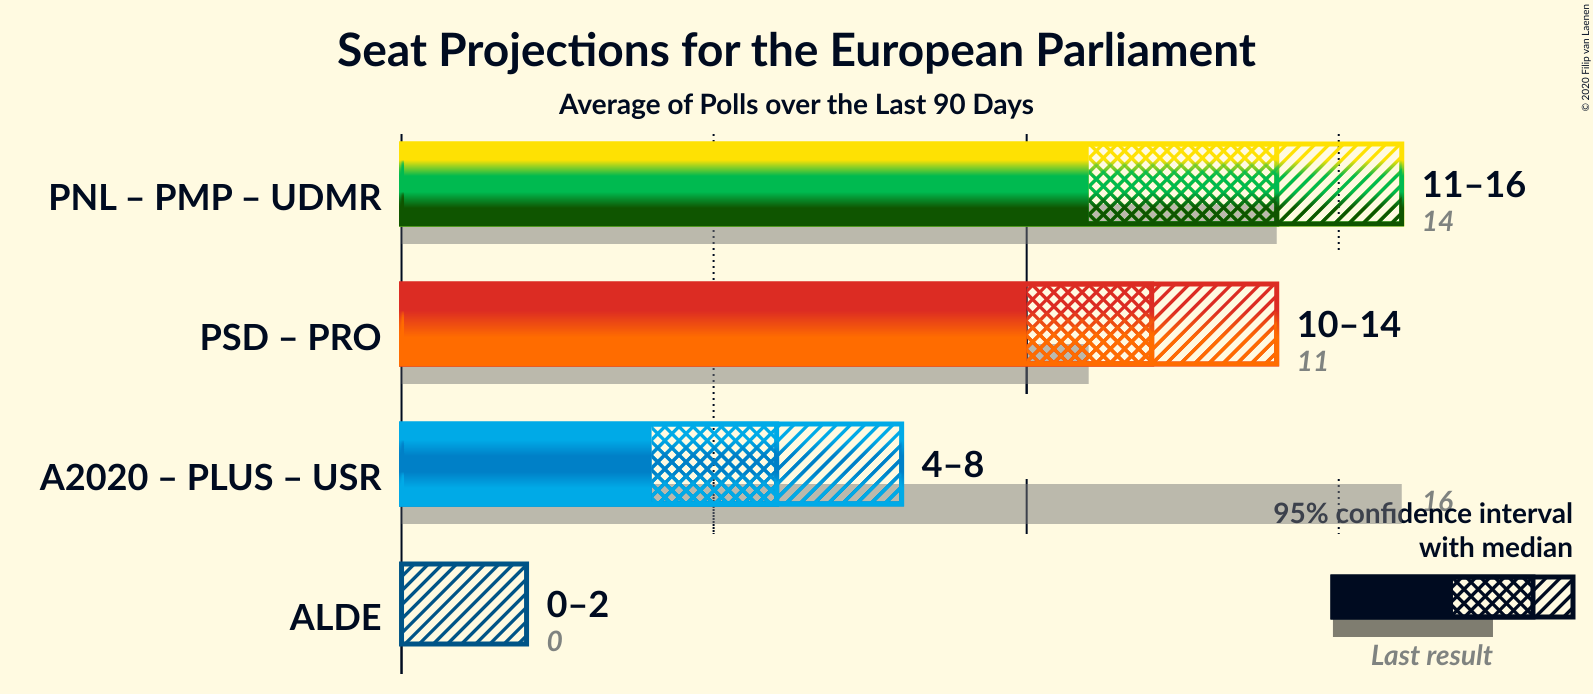 Seat Projections for the European Parliament
Average of Polls over the Last 90 Days
© 2020 Filip van Laenen
PNL – PMP – UDMR
11–16
14
PSD – PRO
10–14
11
A2020 – PLUS – USR
4–8
16
95% confidence interval
with median
Last result
ALDE
0–2
0